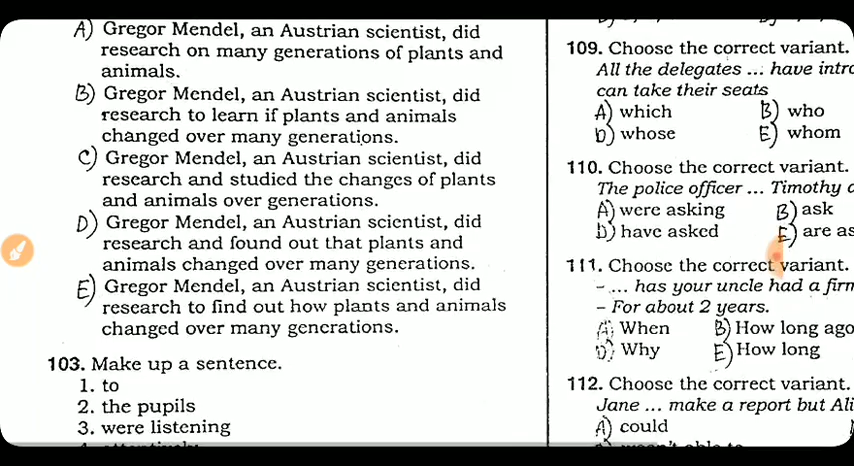 A) Gregor Mendel, an Austrian scientist, did
research on many generations of plants and
animals.
B) Gregor Mendel, an Austrian scientist, did
research to learn if plants and animals
changed over many generations.
C) Gregor Mendel, an Austrian scientist, did
research and studied the changes of plants
and animals over generations.
D) Gregor Mendel, an Austrian scientist, did
research and found out that plants and
animals changed over many generations.
E) Gregor Mendel, an Austrian scientist, did
research to find out how plants and animals
changed over many generations.
103. Make up a sentence.
1. to
2. the pupils
3. were listening
109. Choose the correct variant.
All the delegates ... have
can take their seats
A) which B) who
D) whose E) whom
110. Choose the correct variant.
The police officer ... Timothy
A) were asking B) ask
D) have asked E) are
111. Choose the correct variant.
- ... has your uncle had a
- For about 2 years.
A) When B) How long ago
D) Why E) How long
112. Choose the correct variant.
Jane ... make a report but
A) could